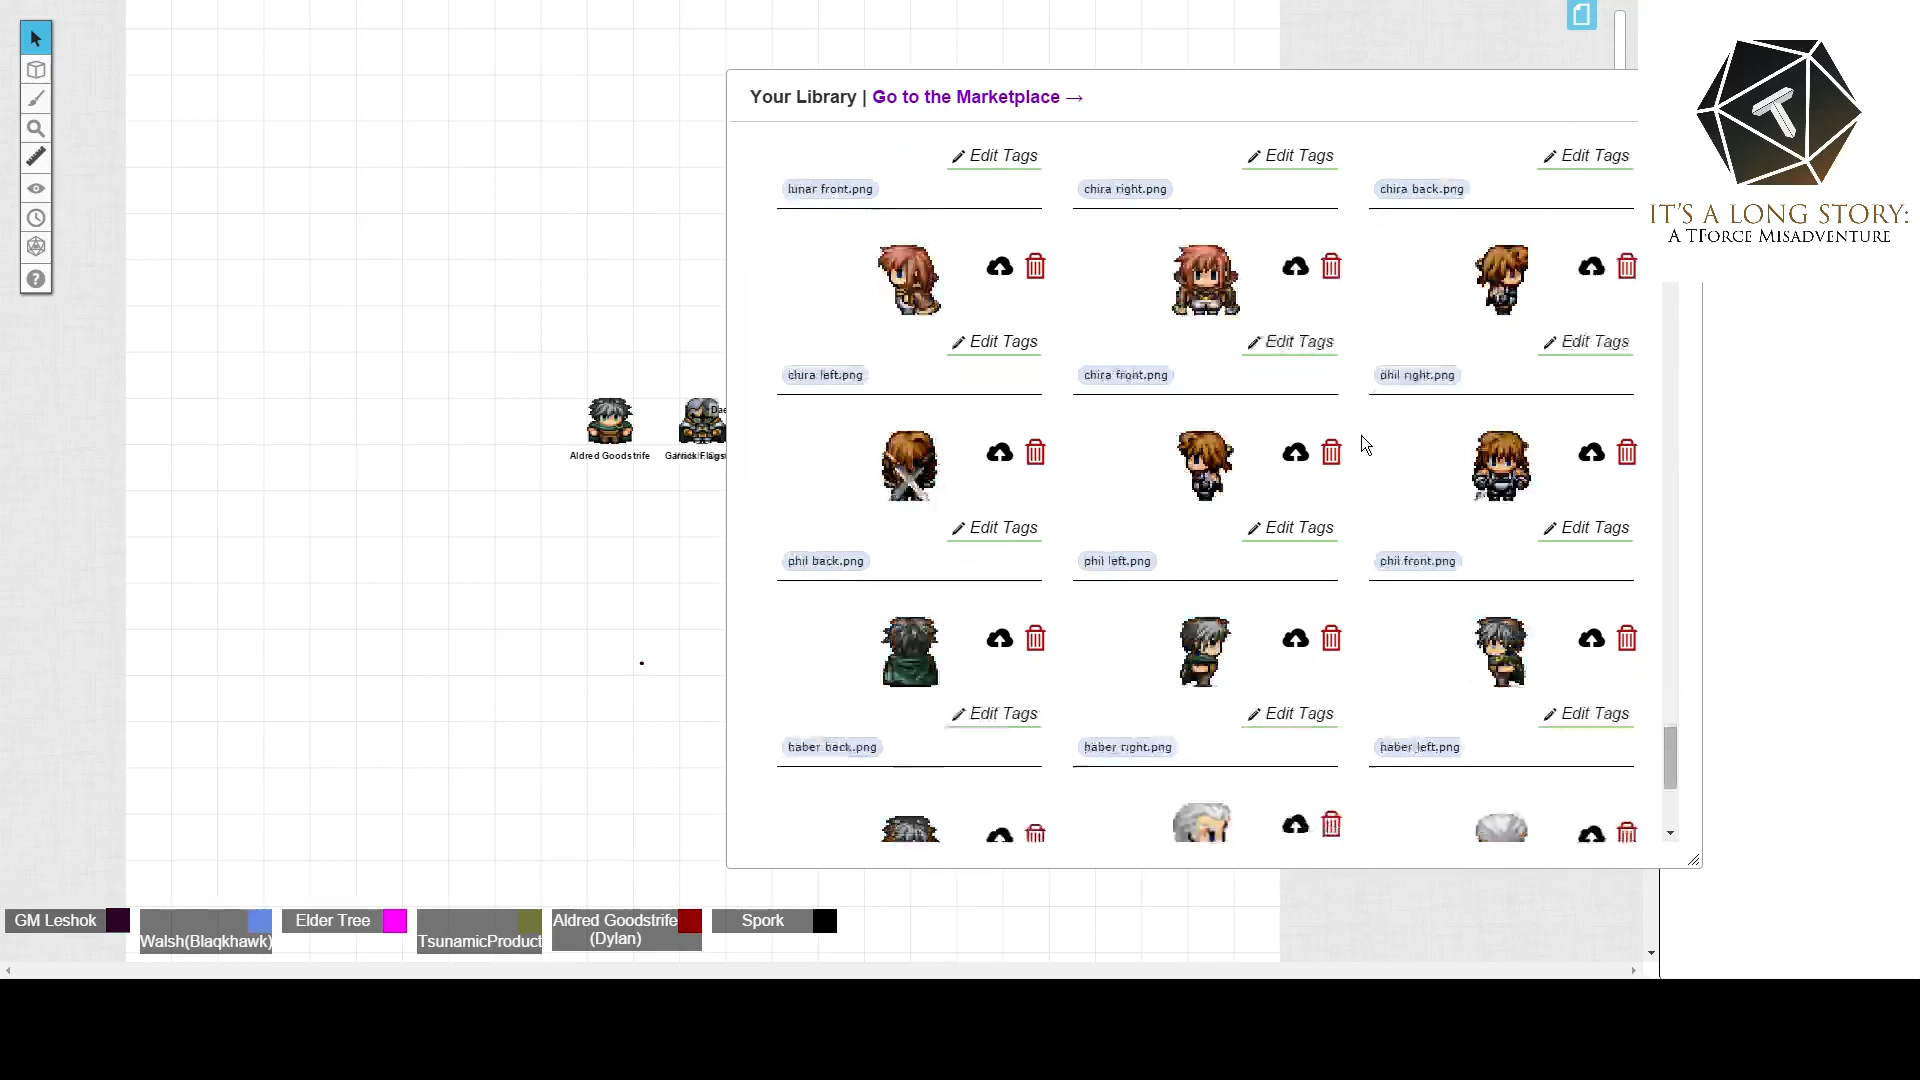 Your Library | Go to the Marketplace →
Edit Tags
Edit Tags
Edit Tags
lunar front.png
chira right.png
chira back.png
IT'S A LONG STORY:
A TFORCE MISADVENTURE
Edit Tags
Edit Tags
Edit Tags
chira left.png
chira front.png
phil right.png
Aldred Goodstrife
Edit Tags
Edit Tags
Edit Tags
phil back.png
phil left.png
phil front.png
Edit Tags
Edit Tags
Edit Tags
haber back.png
haber right.png
haber left.png
GM Leshok
Walsh(Blaqkhawk)
Elder Tree
TsunamicProduct
Aldred Goodstrife
(Dylan)
Spork